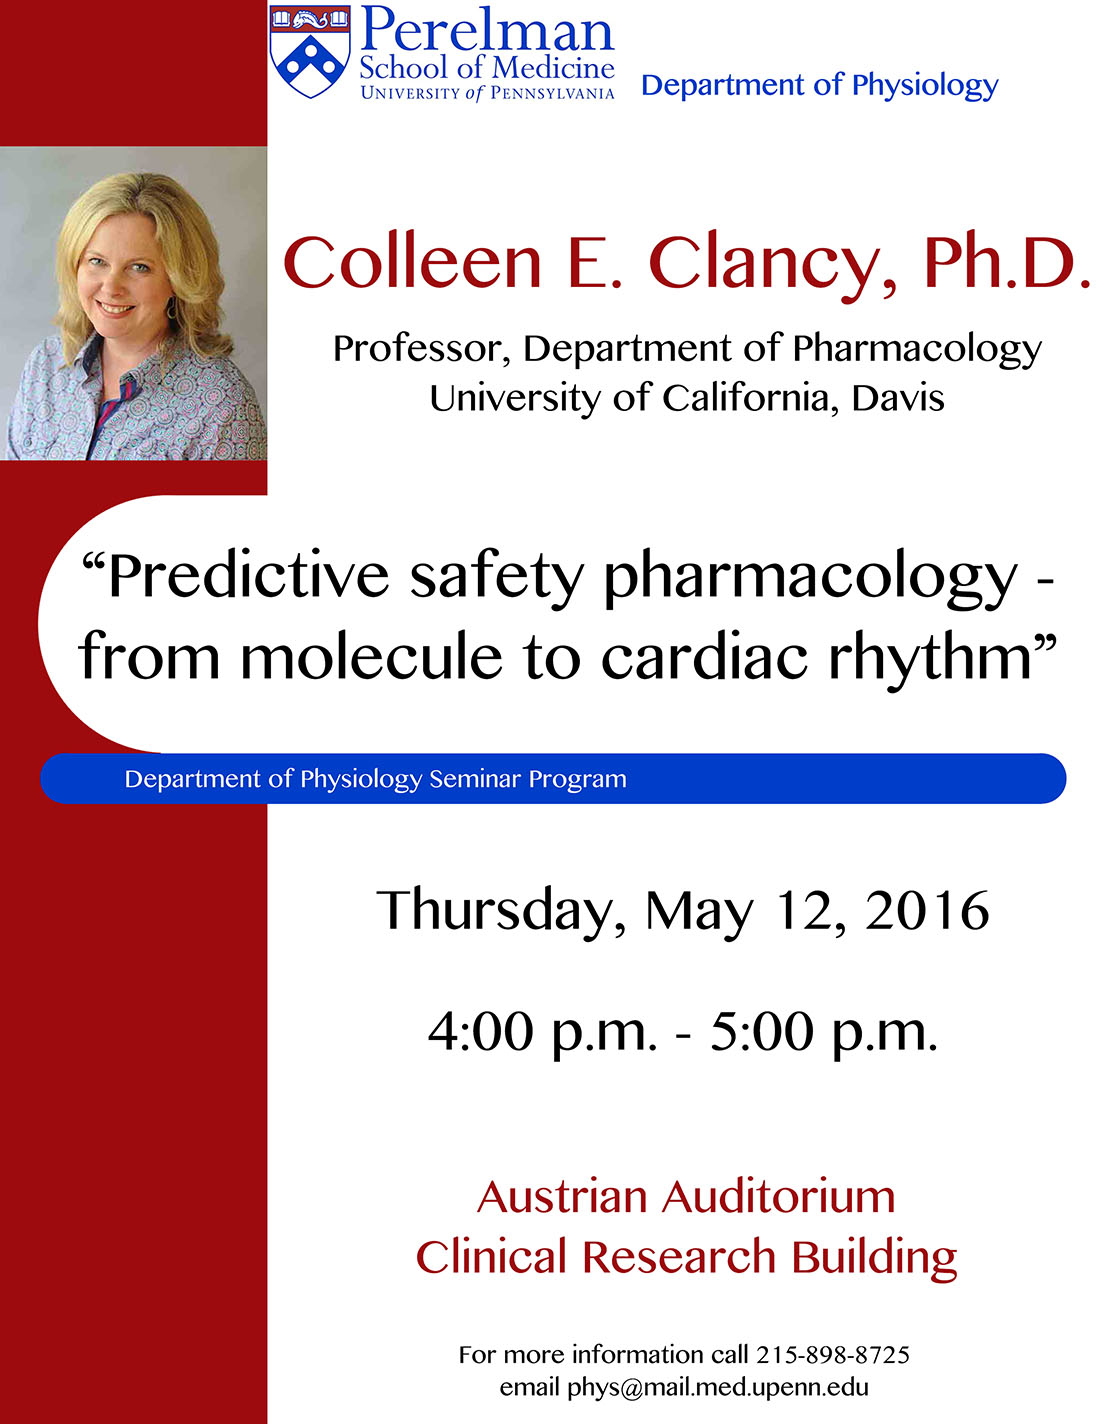 Perelman
School of Medicine
University of Pennsylvania
Department of Physiology
Colleen E. Clancy, Ph.D.
Professor, Department of Pharmacology
University of California, Davis
“Predictive safety pharmacology -
from molecule to cardiac rhythm”
Department of Physiology Seminar Program
Thursday, May 12, 2016
4:00 p.m. - 5:00 p.m.
Austrian Auditorium
Clinical Research Building
For more information call 215-898-8725
email phys@mail.med.upenn.edu